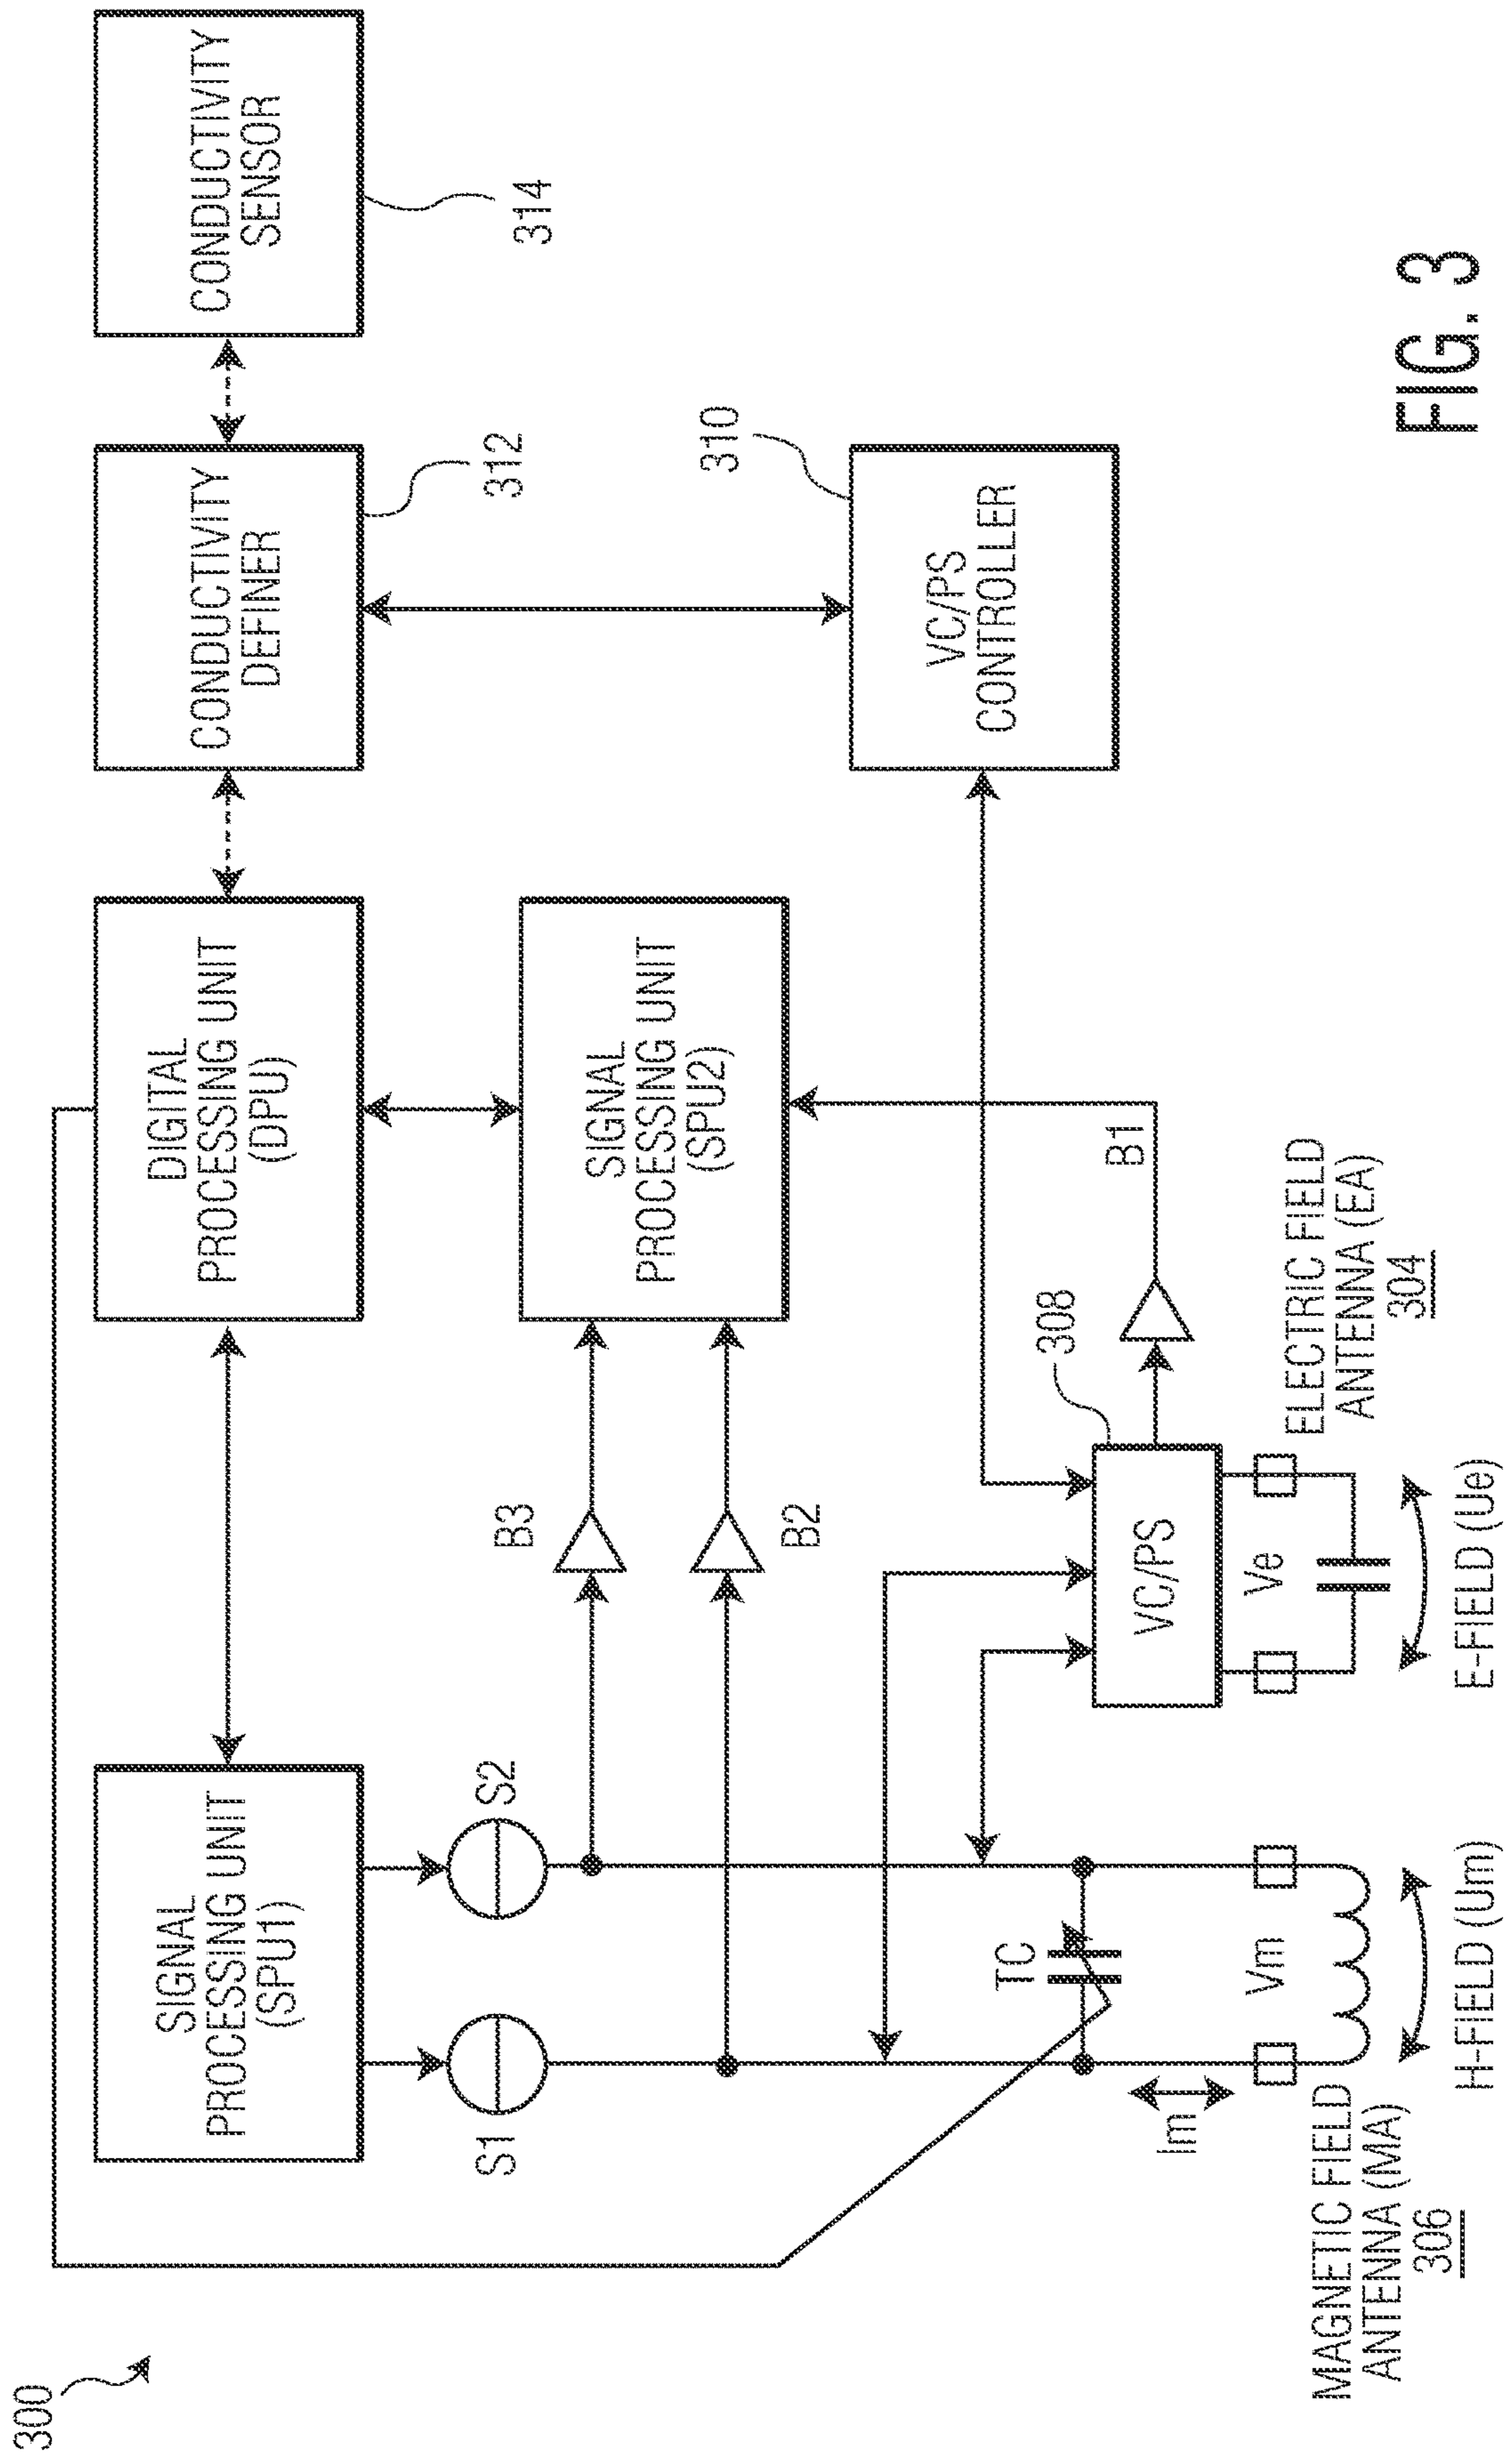 300
SIGNAL
PROCESSING UNIT
(SPU1)
DIGITAL
PROCESSING UNIT
(DPU)
CONDUCTIVITY
DEFINER
312
CONDUCTIVITY
SENSOR
314
S1
S2
B3
B2
SIGNAL
PROCESSING UNIT
(SPU2)
310
VC/PS
CONTROLLER
TC
308
B1
VC/PS
Im
Vm
Ve
MAGNETIC FIELD
ANTENNA (MA)
306
ELECTRIC FIELD
ANTENNA (EA)
304
H-FIELD (Um)
E-FIELD (Ue)
FIG. 3